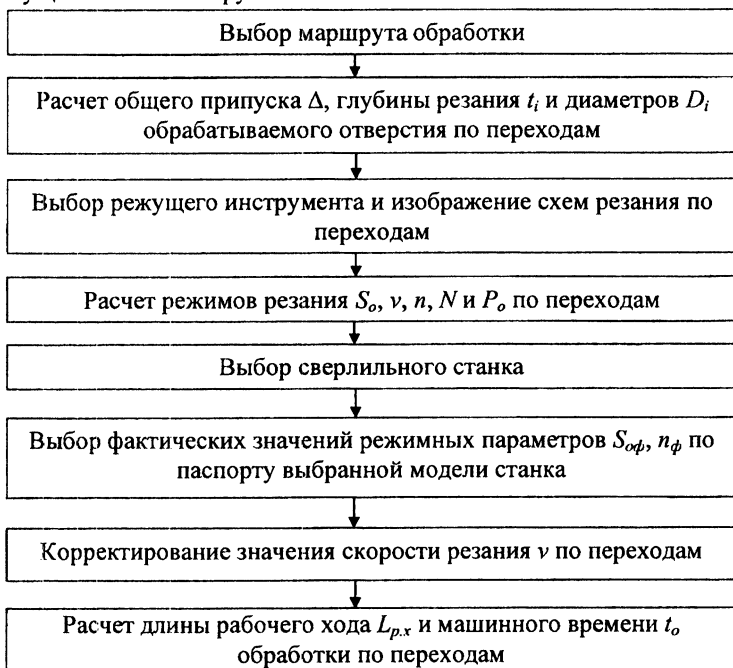 Выбор маршрута обработки
Расчет общего припуска Δ, глубины резания tᵢ и диаметров Dᵢ
обрабатываемого отверстия по переходам
Выбор режущего инструмента и изображение схем резания по
переходам
Расчет режимов резания Sₒ, v, n, N и Pₒ по переходам
Выбор сверлильного станка
Выбор фактических значений режимных параметров Sоф, nф по
паспорту выбранной модели станка
Корректирование значения скорости резания v по переходам
Расчет длины рабочего хода Lр.х и машинного времени tₒ
обработки по переходам